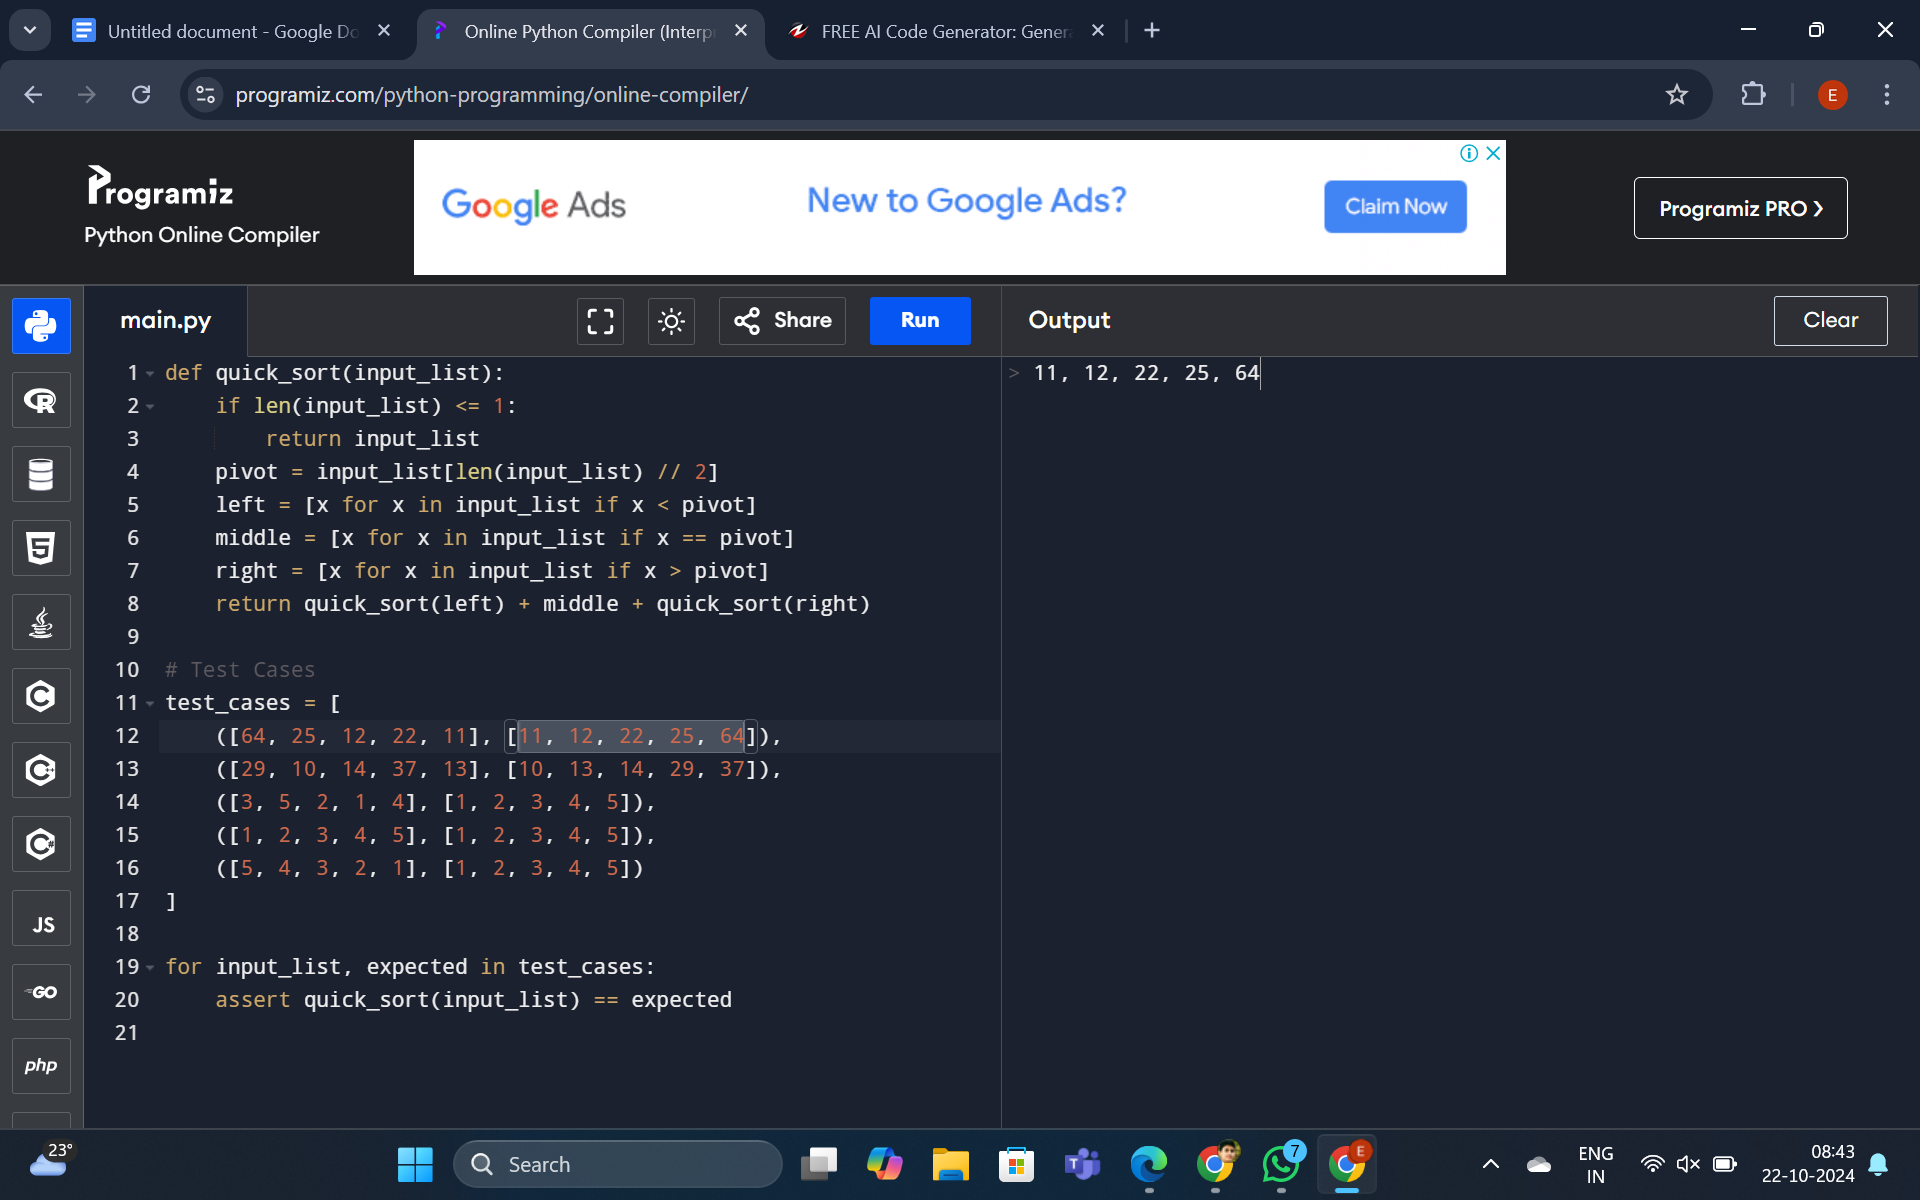 Untitled document - Google Do
Online Python Compiler (Interp
FREE AI Code Generator: Gener
programiz.com/python-programming/online-compiler/
E
Programiz
Python Online Compiler
Google Ads
New to Google Ads?
Claim Now
Programiz PRO ›
main.py
Share
Run
Output
Clear
1 def quick_sort(input_list):
2     if len(input_list) <= 1:
3         return input_list
4     pivot = input_list[len(input_list) // 2]
5     left = [x for x in input_list if x < pivot]
6     middle = [x for x in input_list if x == pivot]
7     right = [x for x in input_list if x > pivot]
8     return quick_sort(left) + middle + quick_sort(right)
9
10 # Test Cases
11 test_cases = [
12     ([64, 25, 12, 22, 11], [11, 12, 22, 25, 64]),
13     ([29, 10, 14, 37, 13], [10, 13, 14, 29, 37]),
14     ([3, 5, 2, 1, 4], [1, 2, 3, 4, 5]),
15     ([1, 2, 3, 4, 5], [1, 2, 3, 4, 5]),
16     ([5, 4, 3, 2, 1], [1, 2, 3, 4, 5])
17 ]
18
19 for input_list, expected in test_cases:
20     assert quick_sort(input_list) == expected
21
> 11, 12, 22, 25, 64
R
5
C
C++
C#
JS
GO
php
23°
Search
T
7
E
ENG
IN
08:43
22-10-2024